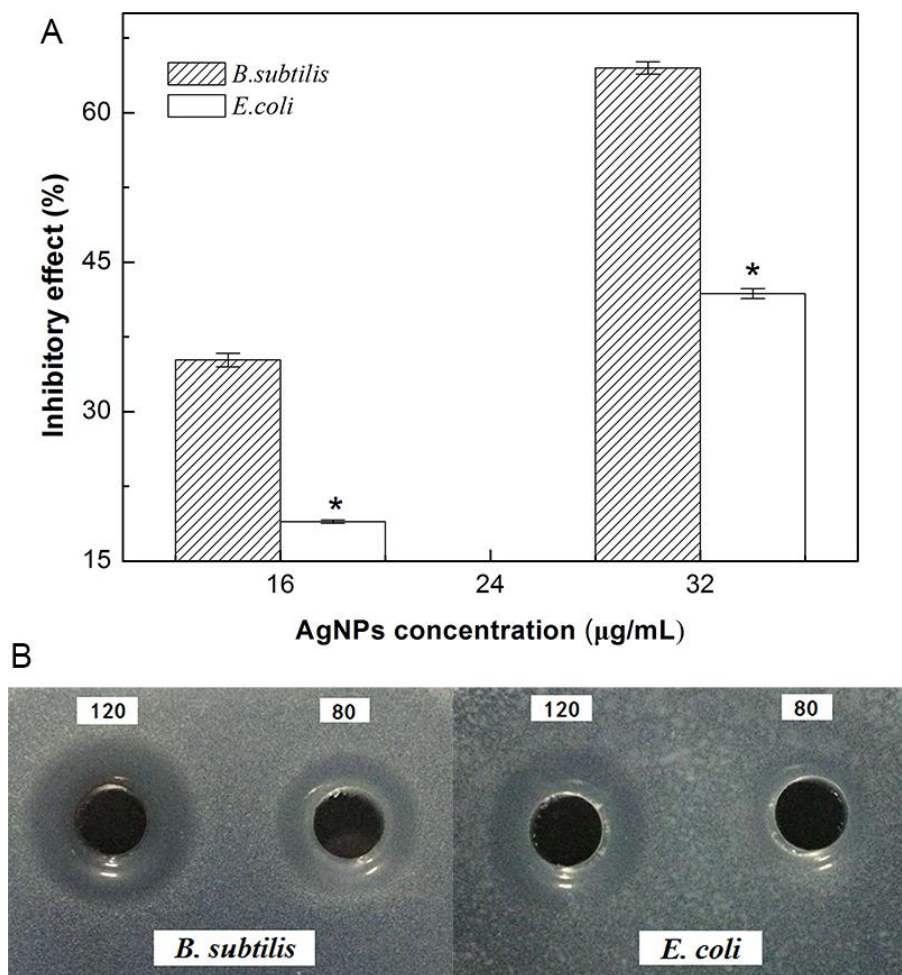 A
B.subtilis
E.coli
Inhibitory effect (%)
60
45
30
15
*
*
16
24
32
AgNPs concentration (μg/mL)
B
120
80
120
80
B. subtilis
E. coli